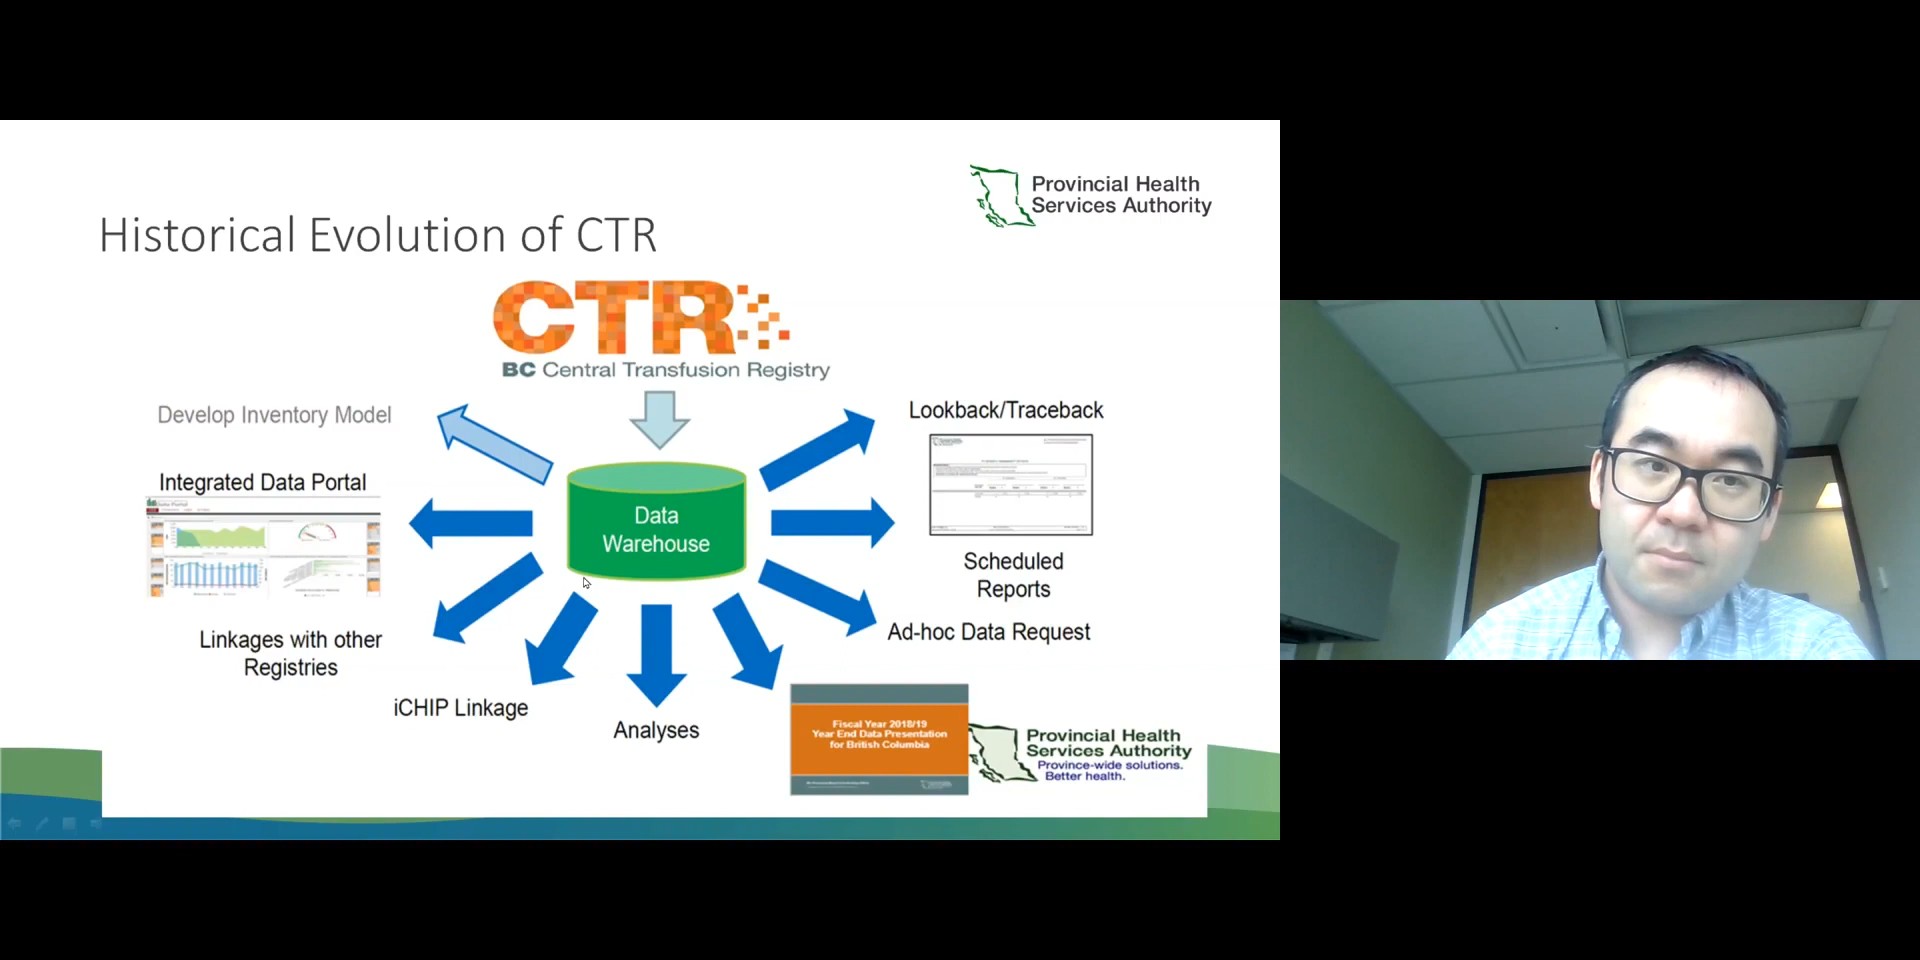 Provincial Health
Services Authority
Historical Evolution of CTR
CTR
BC Central Transfusion Registry
Develop Inventory Model
Lookback/Traceback
Integrated Data Portal
Data
Warehouse
Scheduled
Reports
Linkages with other
Registries
Ad-hoc Data Request
iCHIP Linkage
Analyses
Fiscal Year 2018/19
Year End Data Presentation
for British Columbia
Provincial Health
Services Authority
Province-wide solutions.
Better health.